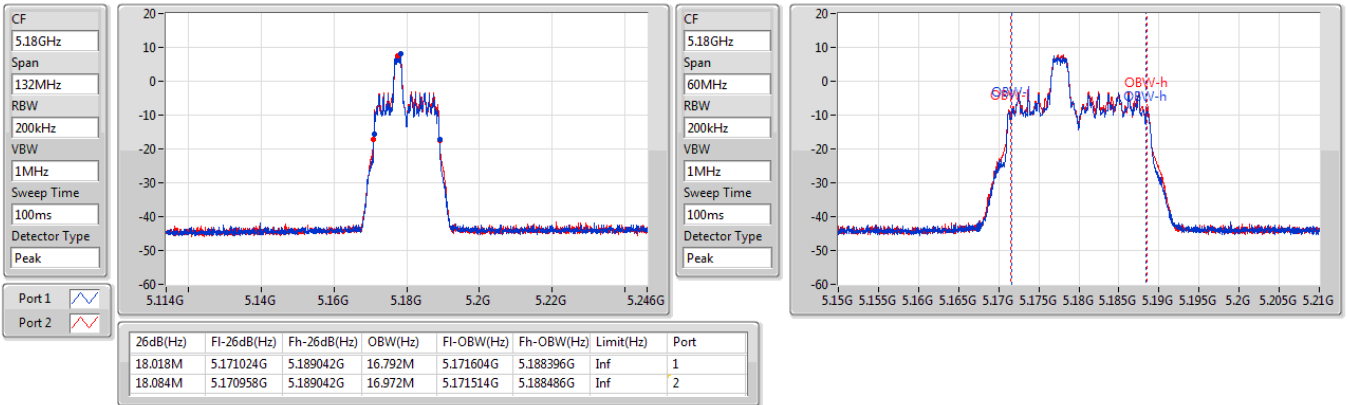 CF
5.18GHz
Span
132MHz
RBW
200kHz
VBW
1MHz
Sweep Time
100ms
Detector Type
Peak
Port 1
Port 2
20
10
0
-10
-20
-30
-40
-50
-60
5.114G 5.14G 5.16G 5.18G 5.2G 5.22G 5.246G
CF
5.18GHz
Span
60MHz
RBW
200kHz
VBW
1MHz
Sweep Time
100ms
Detector Type
Peak
20
10
0
-10
-20
-30
-40
-50
-60
OBW-h
OBW-h
5.15G 5.155G 5.16G 5.165G 5.17G 5.175G 5.18G 5.185G 5.19G 5.195G 5.2G 5.205G 5.21G
26dB(Hz) Fl-26dB(Hz) Fh-26dB(Hz) OBW(Hz) Fl-OBW(Hz) Fh-OBW(Hz) Limit(Hz) Port
18.018M 5.171024G 5.189042G 16.792M 5.171604G 5.188396G Inf 1
18.084M 5.170958G 5.189042G 16.972M 5.171514G 5.188486G Inf 2